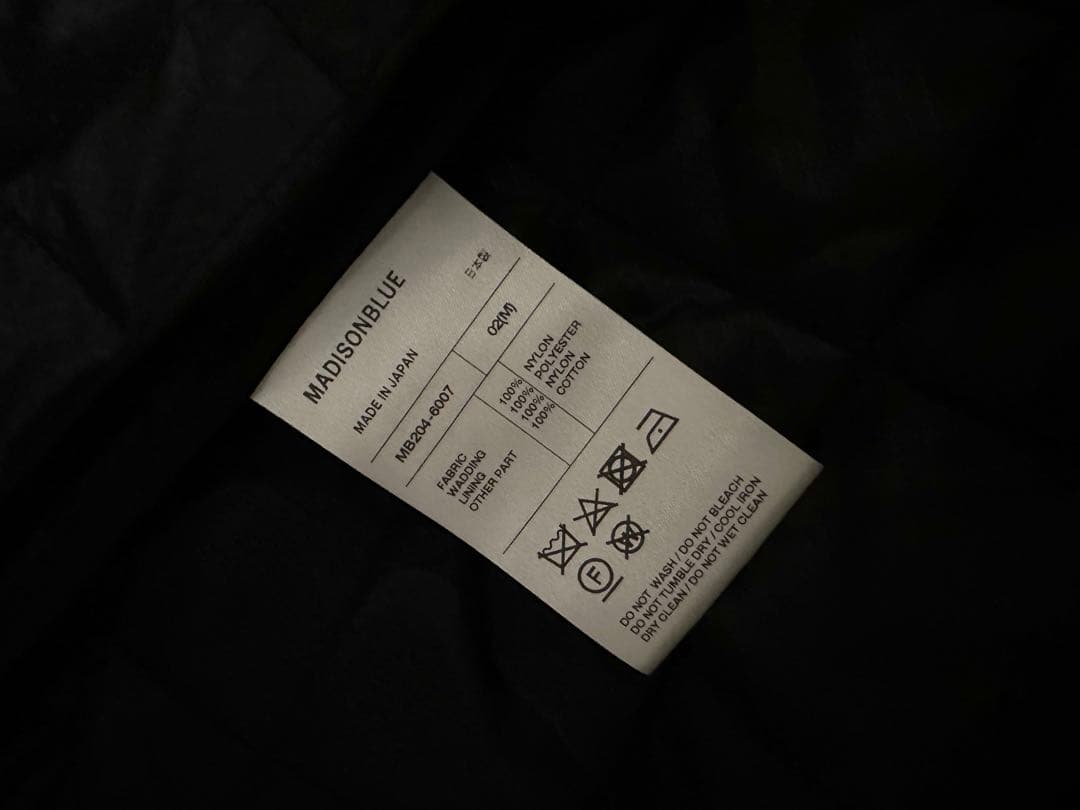 MADISONBLUE
MADE IN JAPAN 日本製
MB204-6007 02(M)
FABRIC 100% NYLON
WADDING 100% POLYESTER
LINING 100% NYLON
OTHER PART 100% COTTON
F W
DO NOT WASH / DO NOT BLEACH
DO NOT TUMBLE DRY / COOL IRON
DRY CLEAN / DO NOT WET CLEAN